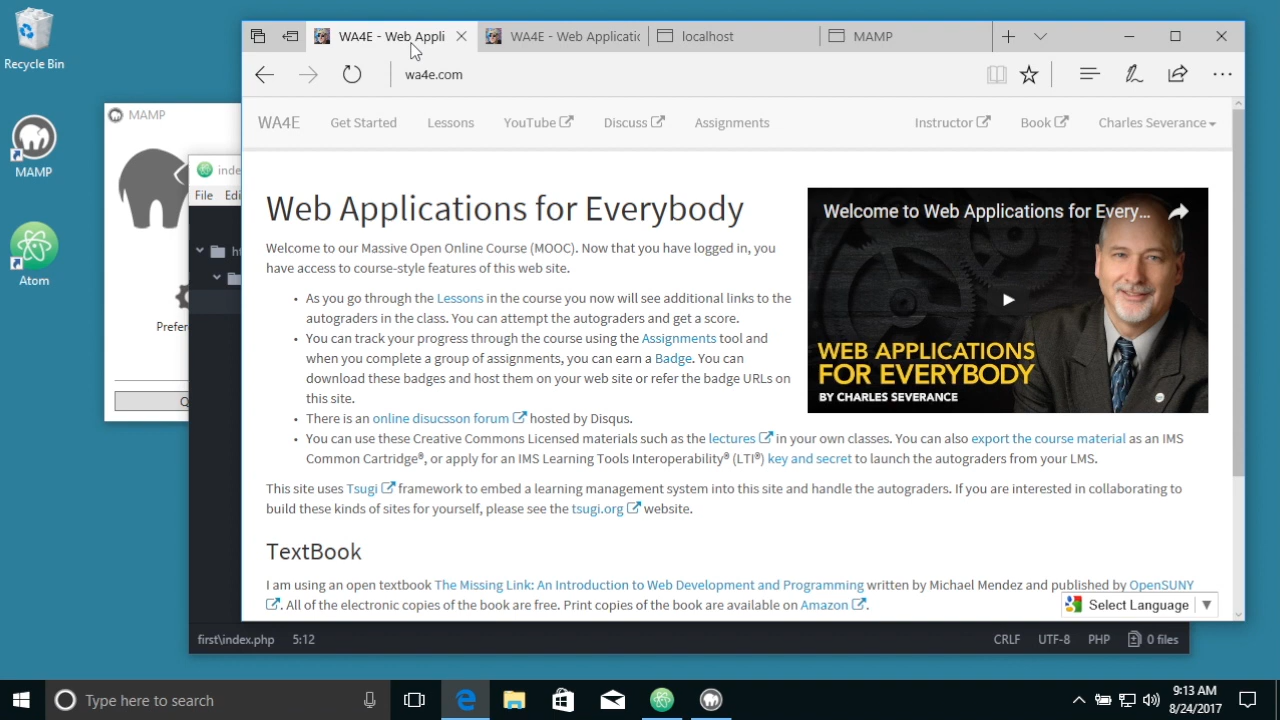 Recycle Bin
MAMP
Atom
MAMP
Prefer
Q
inde
File Edi
ht
WA4E - Web Appli
WA4E - Web Applicatic
localhost
MAMP
wa4e.com
WA4E Get Started Lessons YouTube Discuss Assignments Instructor Book Charles Severance
Web Applications for Everybody
Welcome to our Massive Open Online Course (MOOC). Now that you have logged in, you
have access to course-style features of this web site.
• As you go through the Lessons in the course you now will see additional links to the
autograders in the class. You can attempt the autograders and get a score.
• You can track your progress through the course using the Assignments tool and
when you complete a group of assignments, you can earn a Badge. You can
download these badges and host them on your web site or refer the badge URLs on
this site.
• There is an online disucsson forum hosted by Disqus.
• You can use these Creative Commons Licensed materials such as the lectures in your own classes. You can also export the course material as an IMS
Common Cartridge®, or apply for an IMS Learning Tools Interoperability® (LTI®) key and secret to launch the autograders from your LMS.
Welcome to Web Applications for Every...
WEB APPLICATIONS
FOR EVERYBODY
BY CHARLES SEVERANCE
This site uses Tsugi framework to embed a learning management system into this site and handle the autograders. If you are interested in collaborating to
build these kinds of sites for yourself, please see the tsugi.org website.
TextBook
I am using an open textbook The Missing Link: An Introduction to Web Development and Programming written by Michael Mendez and published by OpenSUNY
. All of the electronic copies of the book are free. Print copies of the book are available on Amazon .
Select Language ▼
first\index.php 5:12 CRLF UTF-8 PHP 0 files
Type here to search
9:13 AM
8/24/2017